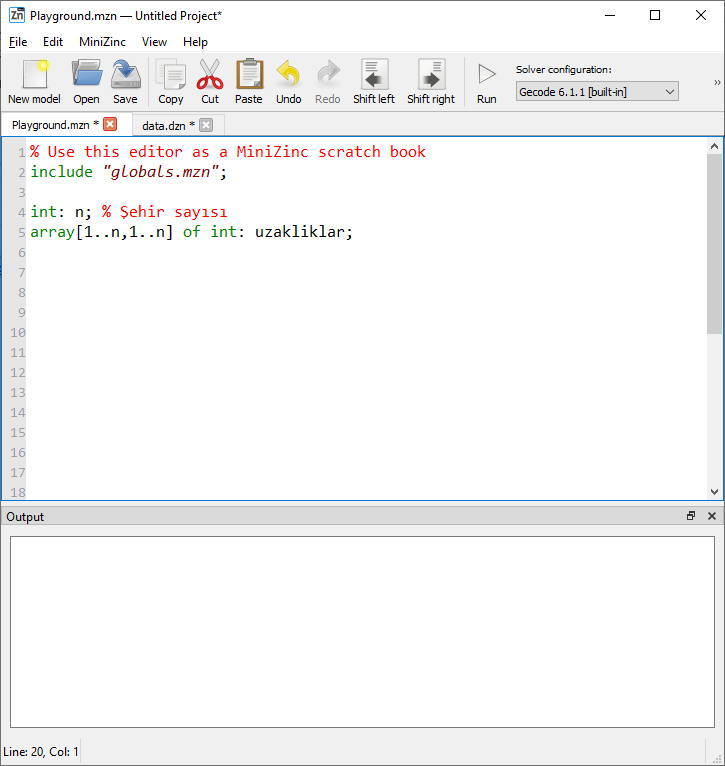 Zn Playground.mzn — Untitled Project*
File Edit MiniZinc View Help
New model Open Save Copy Cut Paste Undo Redo Shift left Shift right Run
Solver configuration:
Gecode 6.1.1 [built-in]
Playground.mzn * data.dzn *
1 % Use this editor as a MiniZinc scratch book
2 include "globals.mzn";
3
4 int: n; % Şehir sayısı
5 array[1..n,1..n] of int: uzakliklar;
6
7
8
9
10
11
12
13
14
15
16
17
18
Output
Line: 20, Col: 1